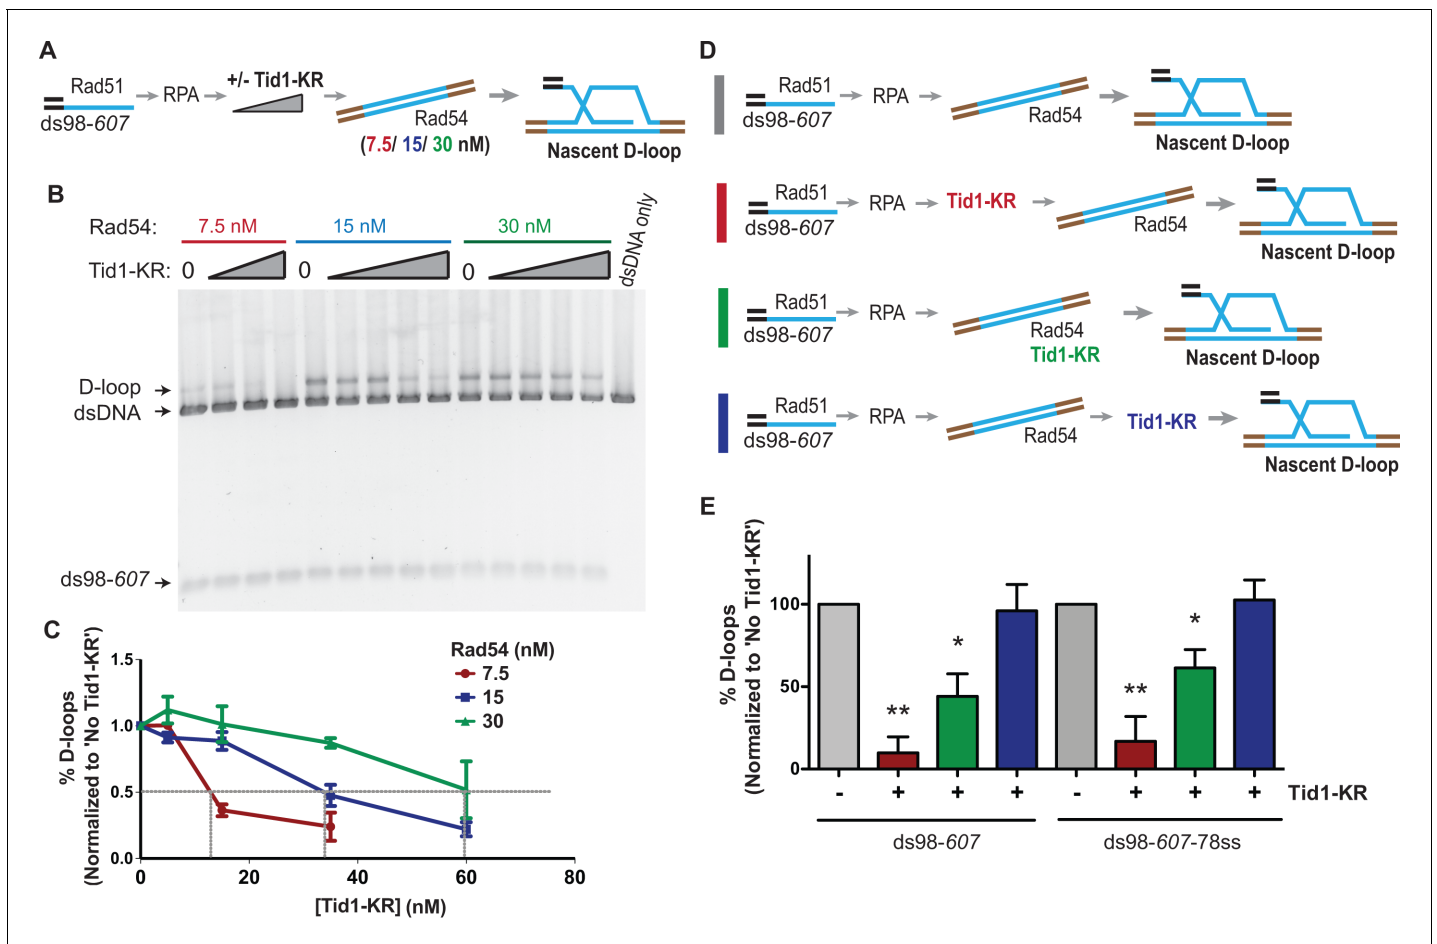 A
Rad51
ds98-607
RPA
+/- Tid1-KR
Rad54
(7.5/ 15/ 30 nM)
Nascent D-loop
B
Rad54: 7.5 nM 15 nM 30 nM
Tid1-KR: 0 0 0
dsDNA only
D-loop
dsDNA
ds98-607
C
% D-loops
(Normalized to 'No Tid1-KR')
1.5
1.0
0.5
0.0
0 20 40 60 80
[Tid1-KR] (nM)
Rad54 (nM)
7.5
15
30
D
Rad51
ds98-607
RPA
Rad54
Nascent D-loop
Rad51
ds98-607
RPA
Tid1-KR
Rad54
Nascent D-loop
Rad51
ds98-607
RPA
Rad54
Tid1-KR
Nascent D-loop
Rad51
ds98-607
RPA
Rad54
Tid1-KR
Nascent D-loop
E
% D-loops
(Normalized to 'No Tid1-KR')
100
50
0
** * ** *
- + + + - + + + Tid1-KR
ds98-607 ds98-607-78ss